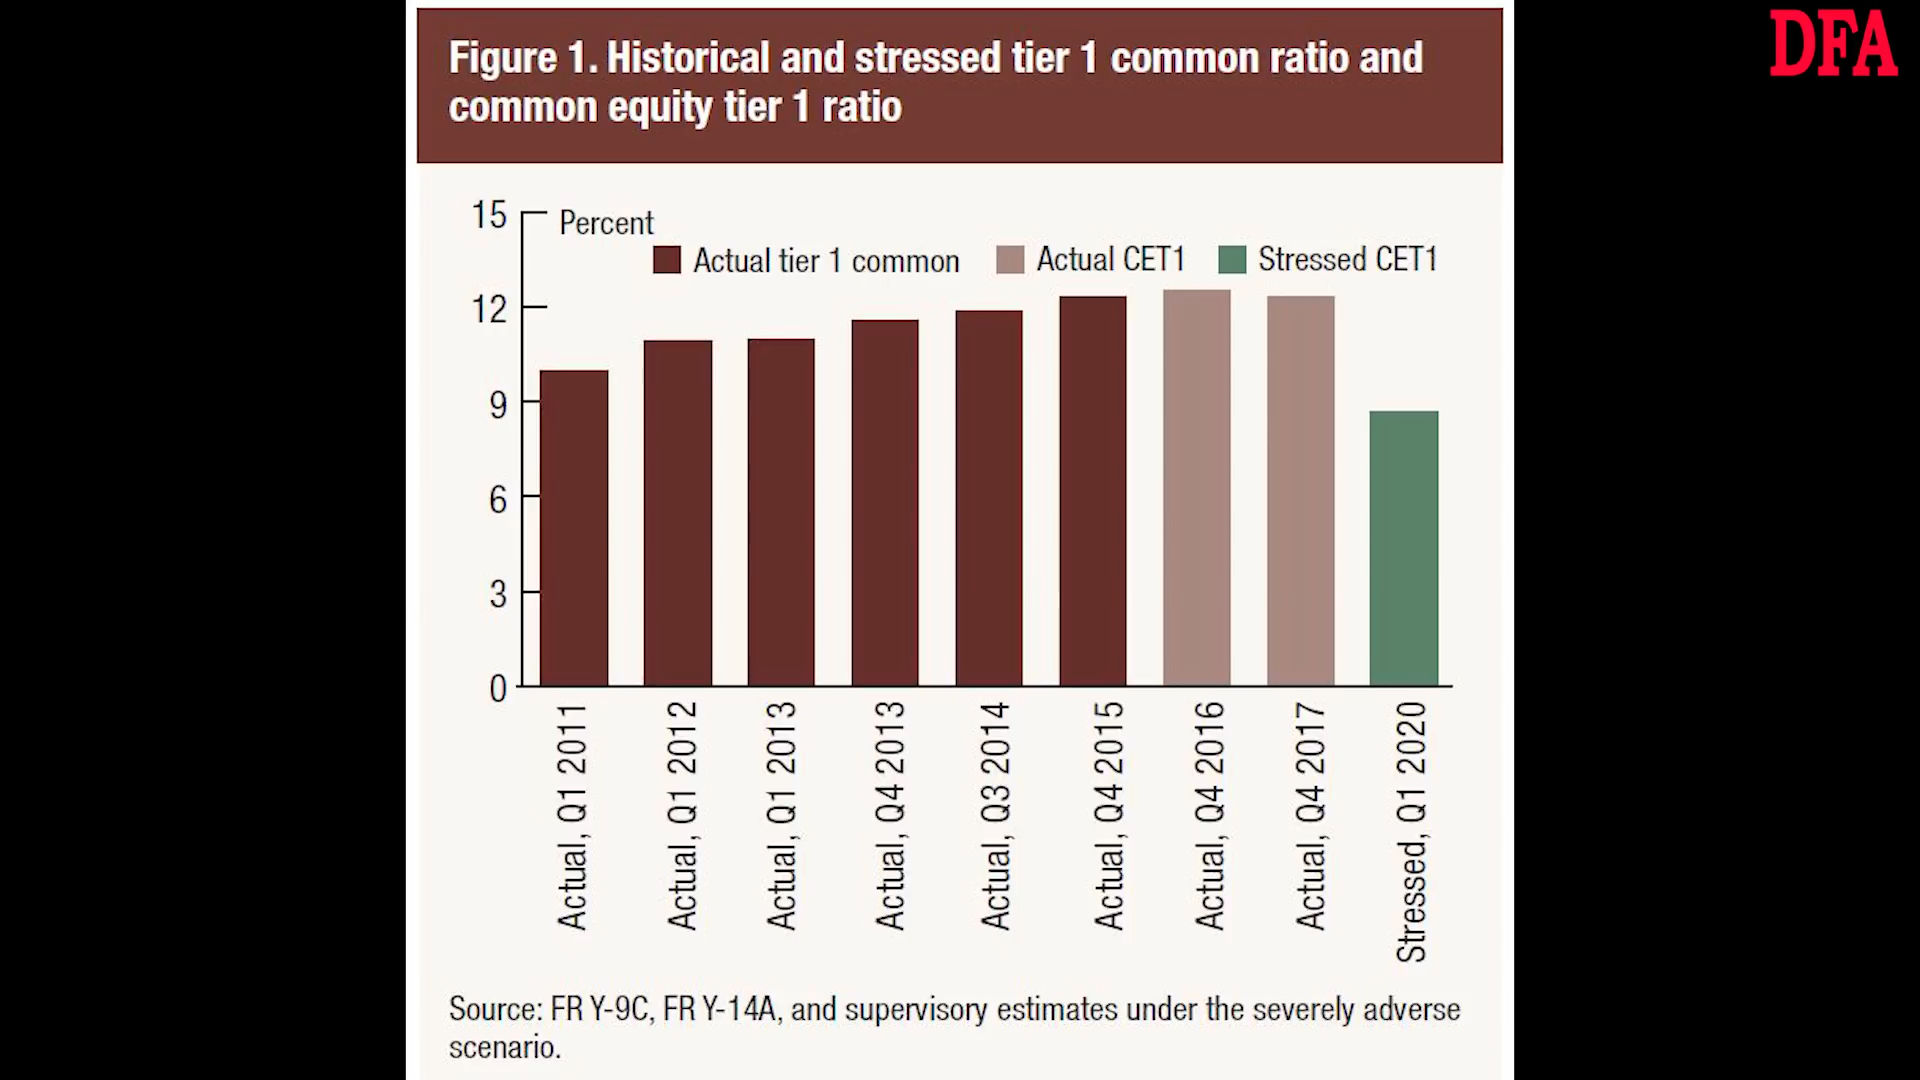 Figure 1. Historical and stressed tier 1 common ratio and
common equity tier 1 ratio
DFA
15
Percent
Actual tier 1 common
Actual CET1
Stressed CET1
12
9
6
3
0
Actual, Q1 2011
Actual, Q1 2012
Actual, Q1 2013
Actual, Q4 2013
Actual, Q3 2014
Actual, Q4 2015
Actual, Q4 2016
Actual, Q4 2017
Stressed, Q1 2020
Source: FR Y-9C, FR Y-14A, and supervisory estimates under the severely adverse
scenario.